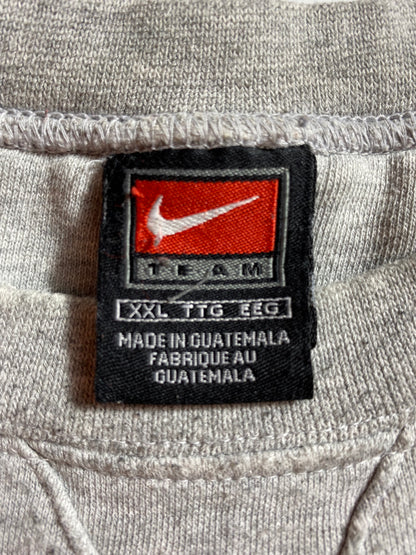 TEAM
XXL TTG EEG
MADE IN GUATEMALA
FABRIQUE AU
GUATEMALA